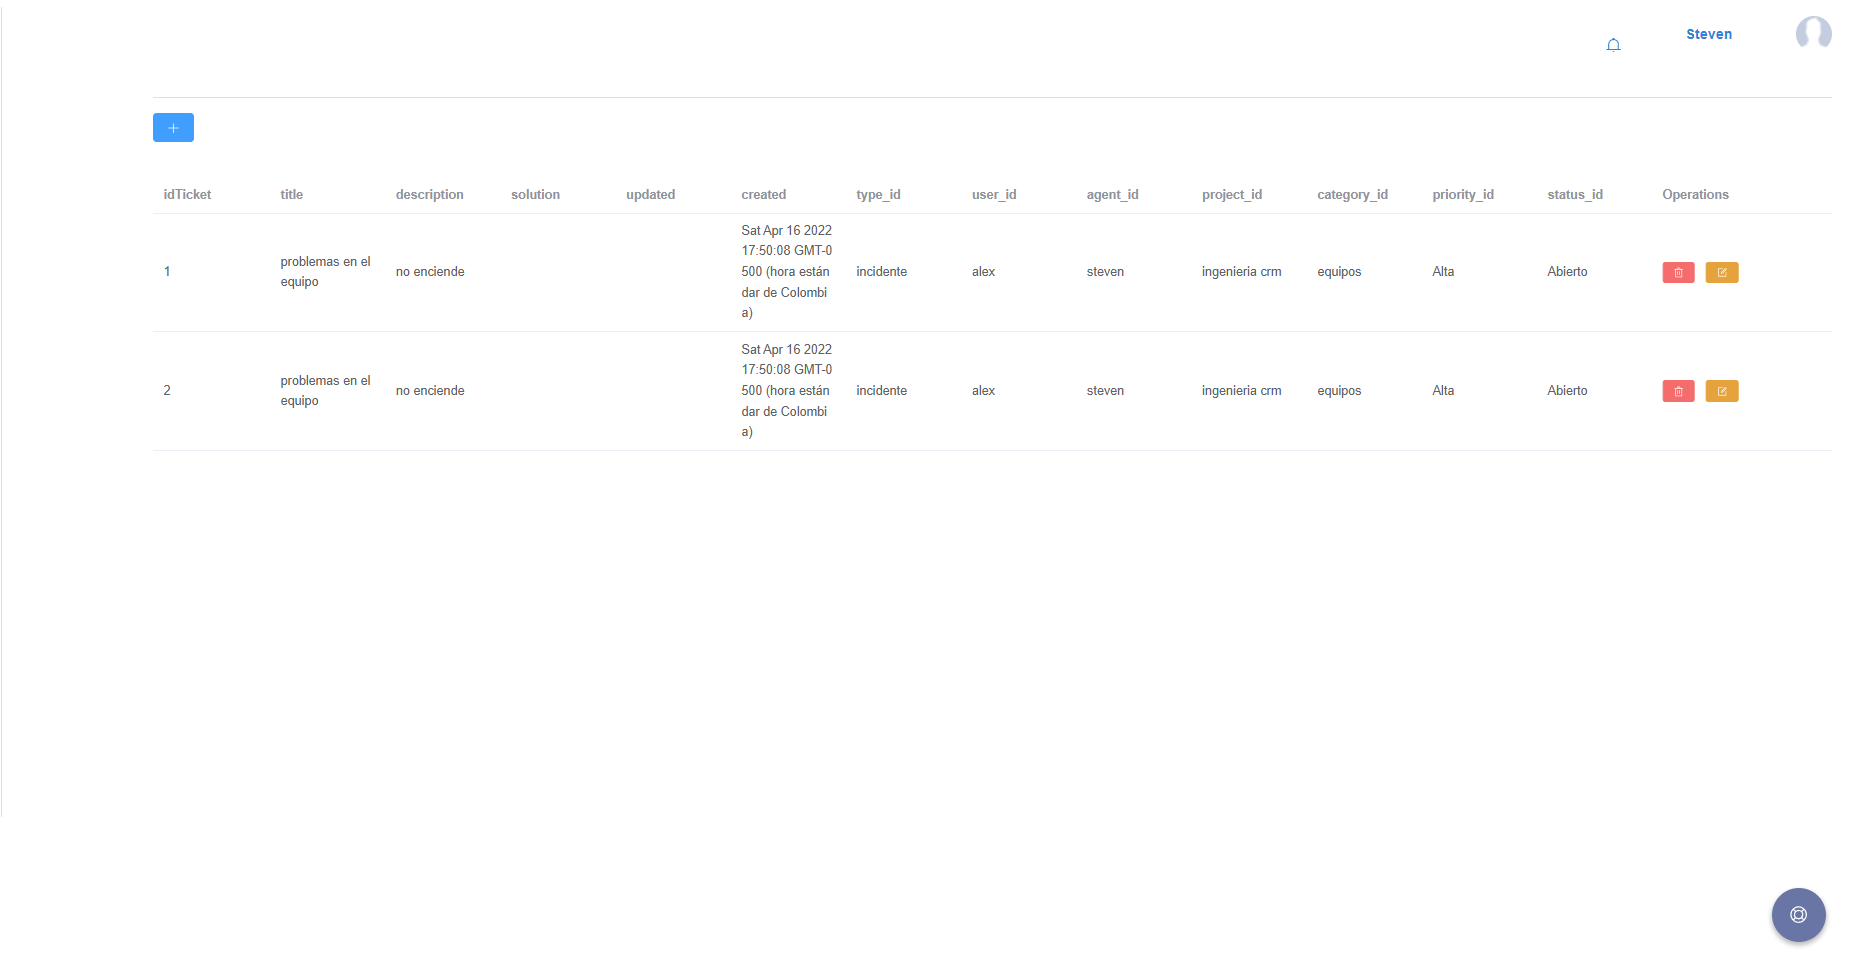 Steven
idTicket title description solution updated created type_id user_id agent_id project_id category_id priority_id status_id Operations
Sat Apr 16 2022
17:50:08 GMT-0
problemas en el
1 no enciende 500 (hora están incidente alex steven ingenieria crm equipos Alta Abierto
equipo
dar de Colombi
a)
Sat Apr 16 2022
17:50:08 GMT-0
problemas en el
2 no enciende 500 (hora están incidente alex steven ingenieria crm equipos Alta Abierto
equipo
dar de Colombi
a)